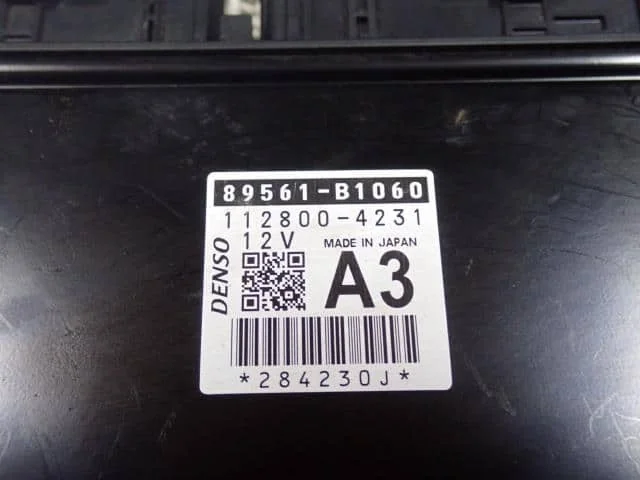 89561-B1060
112800-4231
12V MADE IN JAPAN
DENSO
A3
*284230J*